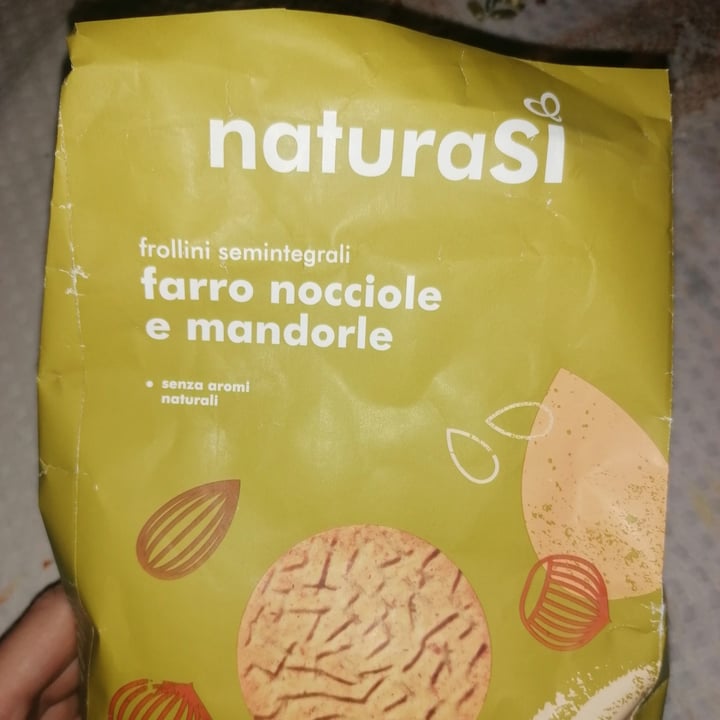 naturasì
frollini semintegrali
farro nocciole
e mandorle
• senza aromi
naturali